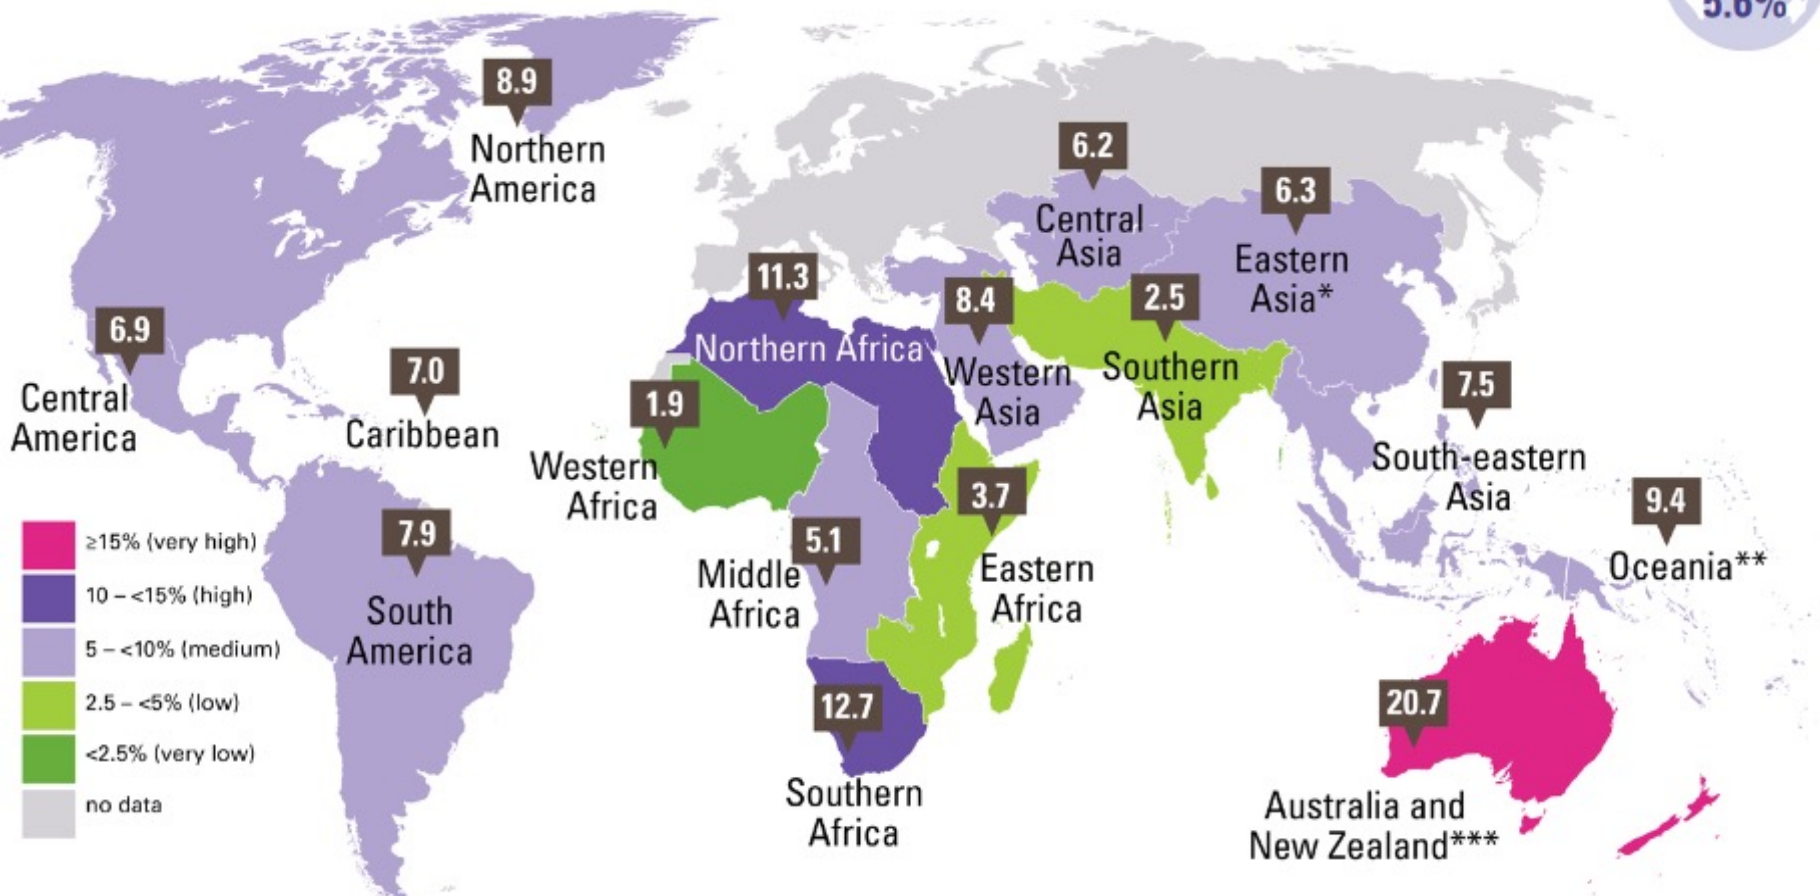 5.6%
8.9
Northern
America
6.2
Central
Asia
6.3
Eastern
Asia*
11.3
Northern Africa
8.4
Western
Asia
2.5
Southern
Asia
6.9
Central
America
7.0
Caribbean
1.9
Western
Africa
7.5
South-eastern
Asia
3.7
Eastern
Africa
9.4
Oceania**
7.9
South
America
5.1
Middle
Africa
12.7
Southern
Africa
20.7
Australia and
New Zealand***
≥15% (very high)
10 – <15% (high)
5 – <10% (medium)
2.5 – <5% (low)
<2.5% (very low)
no data